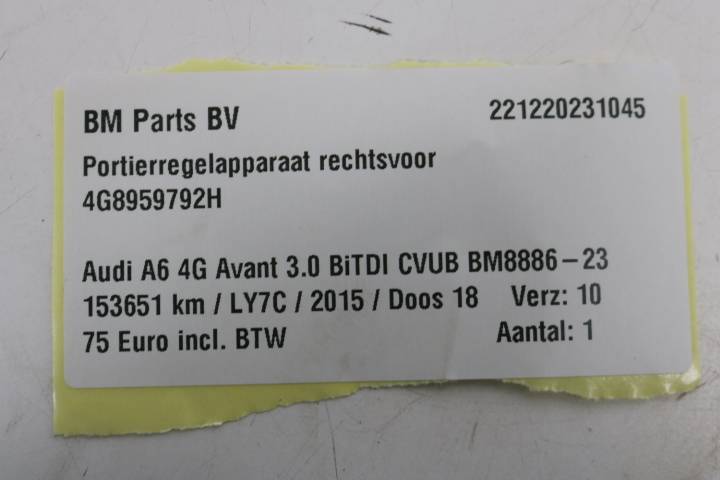 BM Parts BV 221220231045
Portierregelapparaat rechtsvoor
4G8959792H
Audi A6 4G Avant 3.0 BiTDI CVUB BM8886-23
153651 km / LY7C / 2015 / Doos 18 Verz: 10
75 Euro incl. BTW Aantal: 1